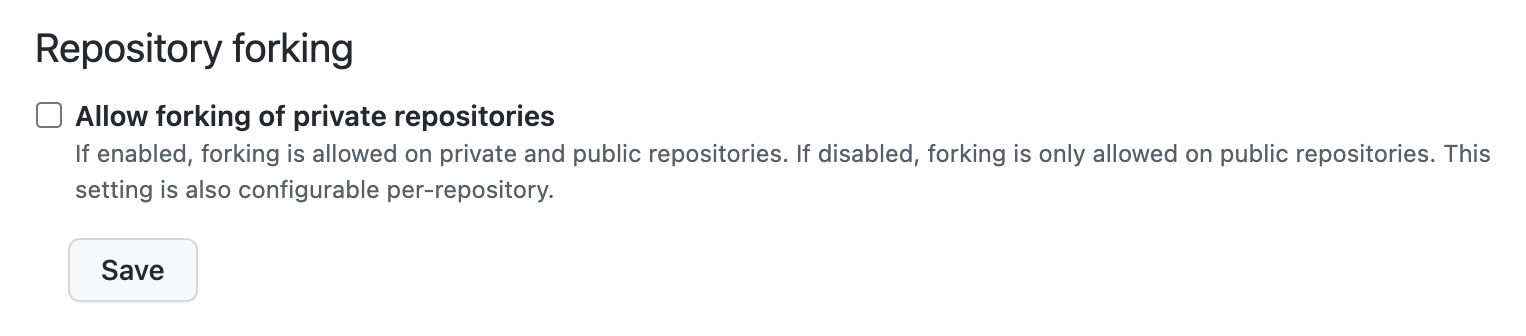 Repository forking
Allow forking of private repositories
If enabled, forking is allowed on private and public repositories. If disabled, forking is only allowed on public repositories. This
setting is also configurable per-repository.
Save